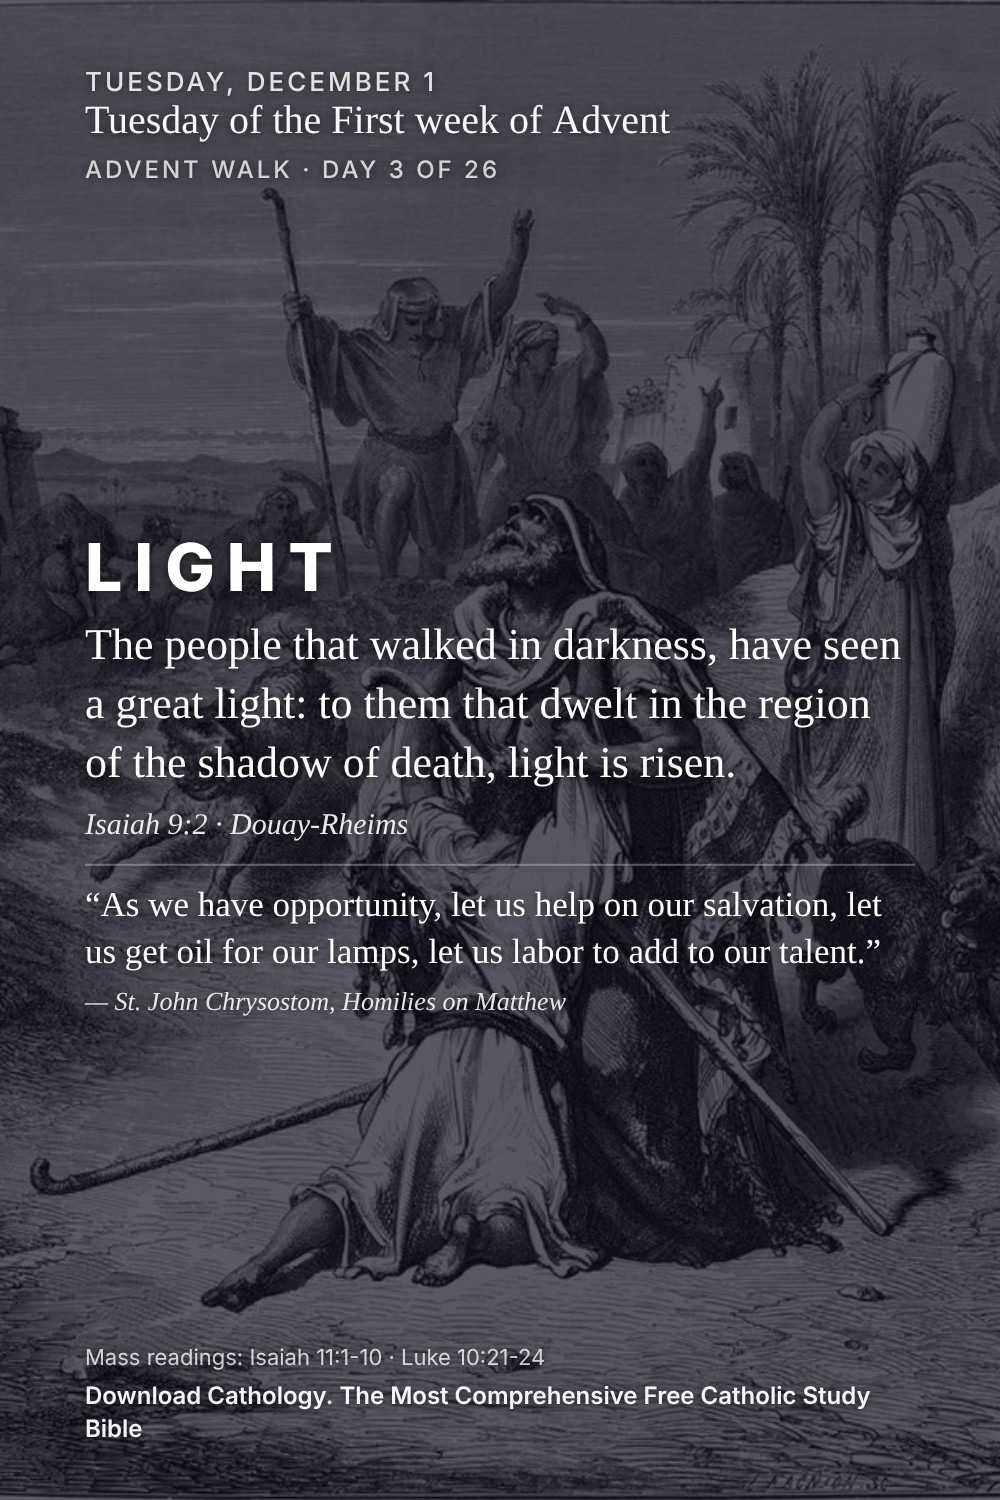 TUESDAY, DECEMBER 1
Tuesday of the First week of Advent
ADVENT WALK · DAY 3 OF 26
LIGHT
The people that walked in darkness, have seen
a great light: to them that dwelt in the region
of the shadow of death, light is risen.
Isaiah 9:2 · Douay-Rheims
“As we have opportunity, let us help on our salvation, let
us get oil for our lamps, let us labor to add to our talent.”
— St. John Chrysostom, Homilies on Matthew
Mass readings: Isaiah 11:1-10 · Luke 10:21-24
Download Cathology. The Most Comprehensive Free Catholic Study
Bible